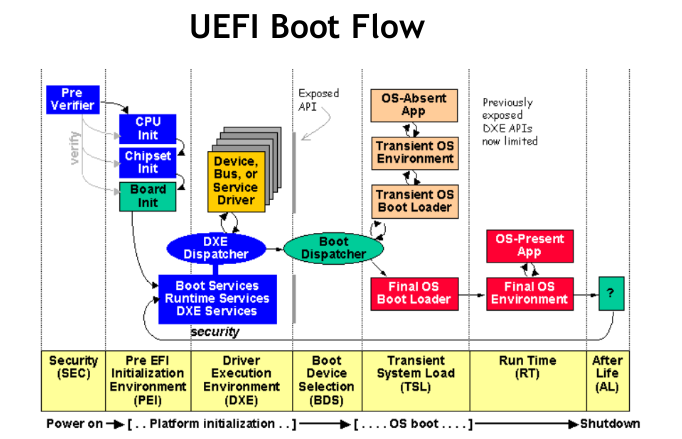 UEFI Boot Flow
Pre
Verifier
verify
CPU
Init
Chipset
Init
Board
Init
Device,
Bus, or
Service
Driver
Exposed
API
OS-Absent
App
Transient OS
Environment
Transient OS
Boot Loader
Previously
exposed
DXE APIs
now limited
DXE
Dispatcher
Boot
Dispatcher
OS-Present
App
Boot Services
Runtime Services
DXE Services
Final OS
Boot Loader
Final OS
Environment
?
security
Security
(SEC)
Pre EFI
Initialization
Environment
(PEI)
Driver
Execution
Environment
(DXE)
Boot
Device
Selection
(BDS)
Transient
System Load
(TSL)
Run Time
(RT)
After
Life
(AL)
Power on [ . . Platform initialization . . ] [ . . . . OS boot . . . . ] Shutdown